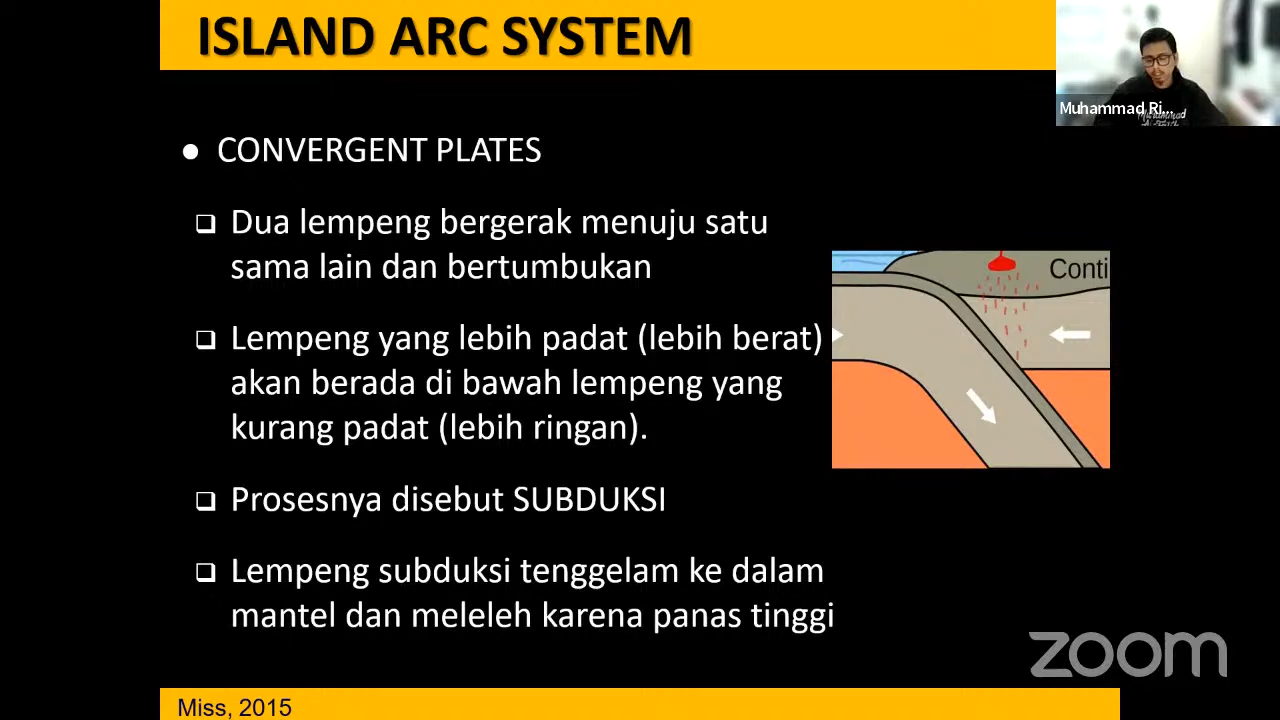 ISLAND ARC SYSTEM
Muhammad Ri...
● CONVERGENT PLATES
❑ Dua lempeng bergerak menuju satu
sama lain dan bertumbukan
Conti
❑ Lempeng yang lebih padat (lebih berat)
akan berada di bawah lempeng yang
kurang padat (lebih ringan).
❑ Prosesnya disebut SUBDUKSI
❑ Lempeng subduksi tenggelam ke dalam
mantel dan meleleh karena panas tinggi
zoom
Miss, 2015